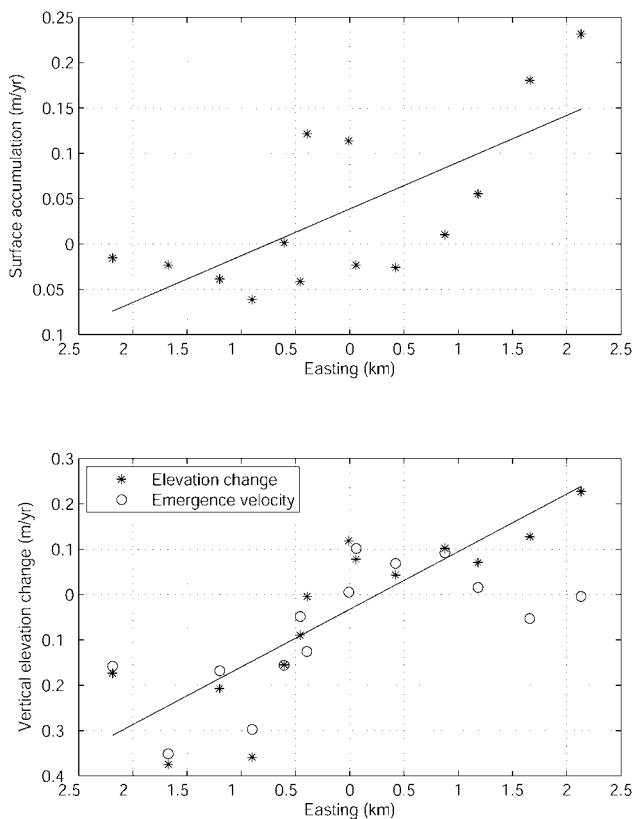 0.25
0.2
0.15
0.1
0.05
0
0.05
0.1
Surface accumulation (m/yr)
2.5 2 1.5 1 0.5 0 0.5 1 1.5 2 2.5
Easting (km)
0.3
0.2
0.1
0
0.1
0.2
0.3
0.4
Vertical elevation change (m/yr)
Elevation change
Emergence velocity
2.5 2 1.5 1 0.5 0 0.5 1 1.5 2 2.5
Easting (km)